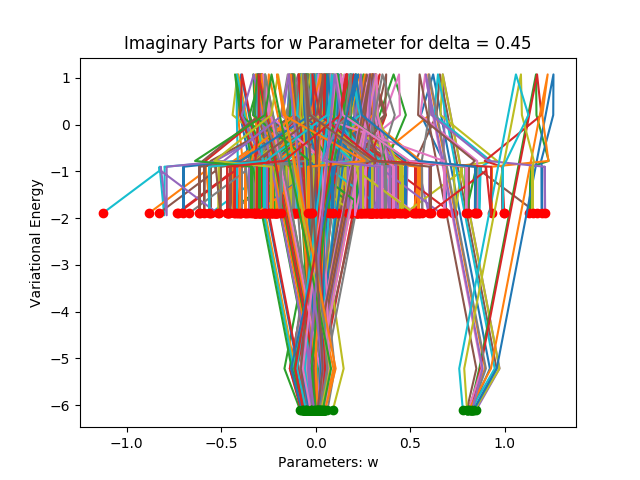 Imaginary Parts for w Parameter for delta = 0.45
Variational Energy
1
0
−1
−2
−3
−4
−5
−6
−1.0 −0.5 0.0 0.5 1.0
Parameters: w